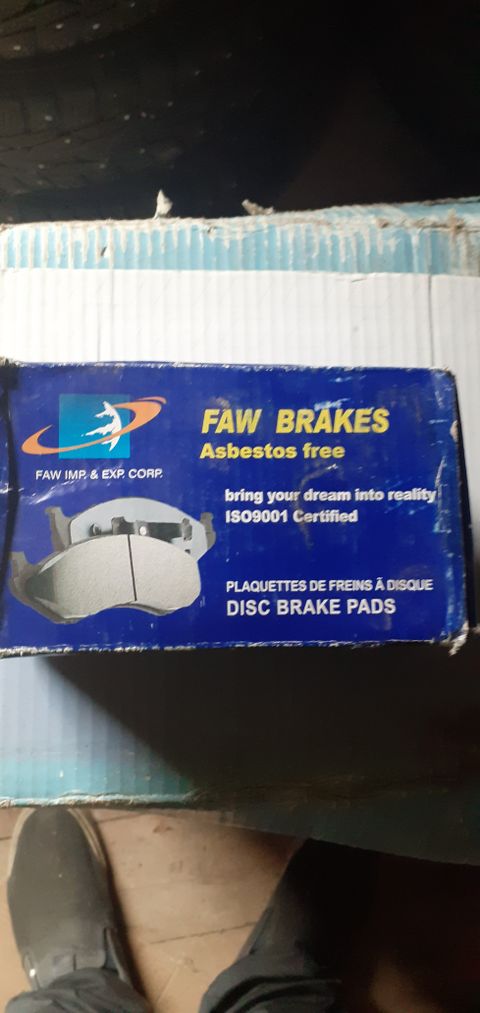 FAW BRAKES
Asbestos free
FAW IMP. & EXP. CORP.
bring your dream into reality
ISO9001 Certified
PLAQUETTES DE FREINS Ã DISQUE
DISC BRAKE PADS